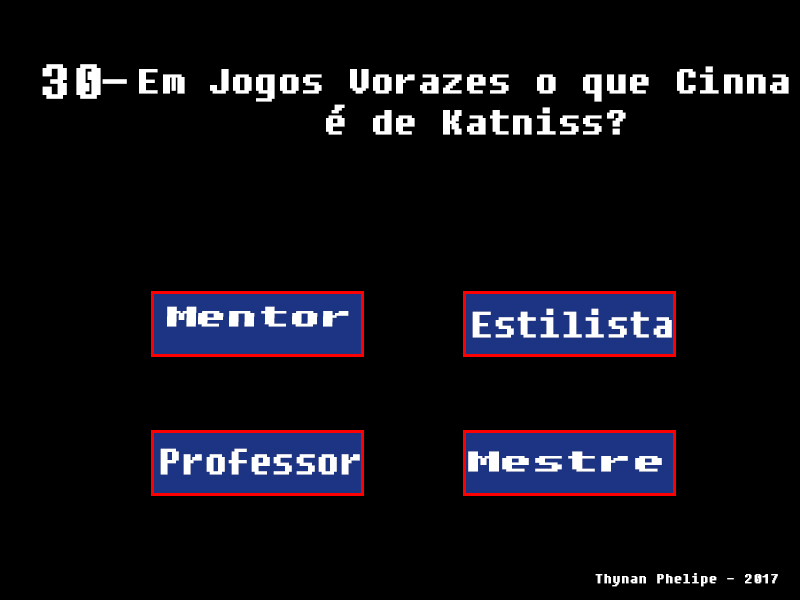 30- Em Jogos Vorazes o que Cinna
é de Katniss?
Mentor
Estilista
Professor
Mestre
Thynan Phelipe - 2017